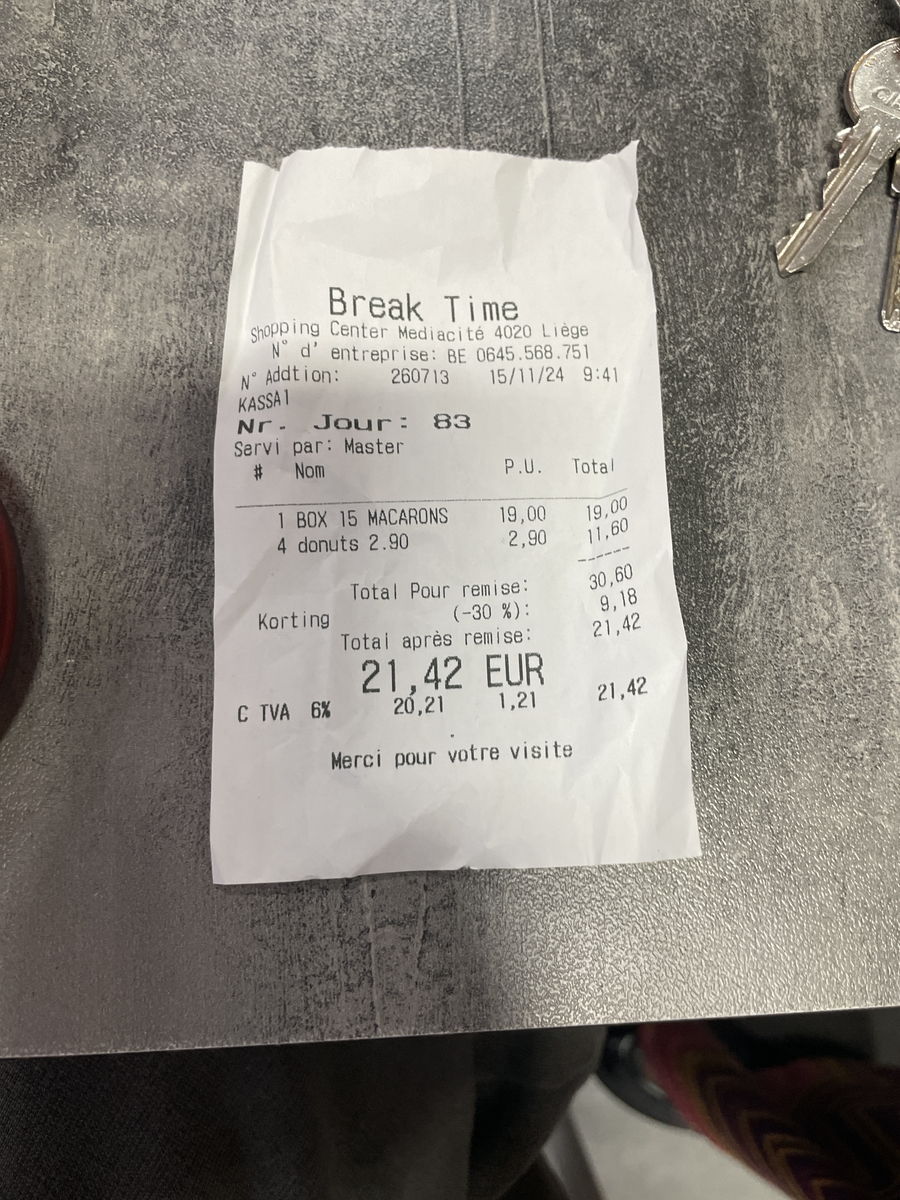 Break Time
Shopping Center Mediacité 4020 Liège
N° d' entreprise: BE 0645.568.751
N° Addtion: 260713 15/11/24 9:41
KASSA1
Nr. Jour: 83
Servi par: Master
# Nom P.U. Total
1 BOX 15 MACARONS 19,00 19,00
4 donuts 2.90 2,90 11,60
Total Pour remise: 30,60
Korting (-30 %): 9,18
Total après remise: 21,42
21,42 EUR
C TVA 6% 20,21 1,21 21,42
Merci pour votre visite